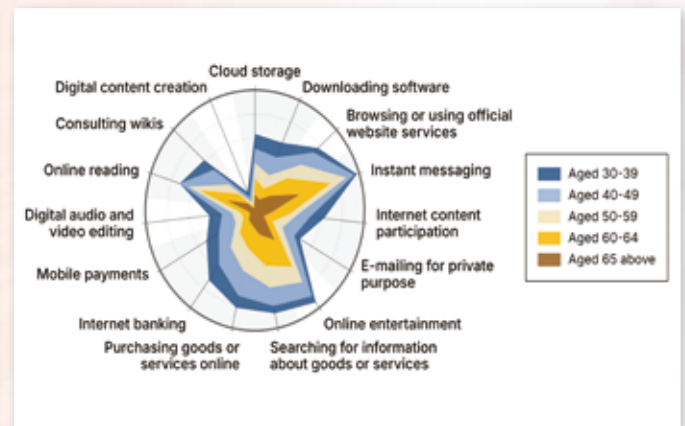 Cloud storage
Downloading software
Browsing or using official
website services
Instant messaging
Internet content
participation
E-mailing for private
purpose
Online entertainment
Searching for information
about goods or services
Purchasing goods or
services online
Internet banking
Mobile payments
Digital audio and
video editing
Online reading
Consulting wikis
Digital content creation
Aged 30-39
Aged 40-49
Aged 50-59
Aged 60-64
Aged 65 above